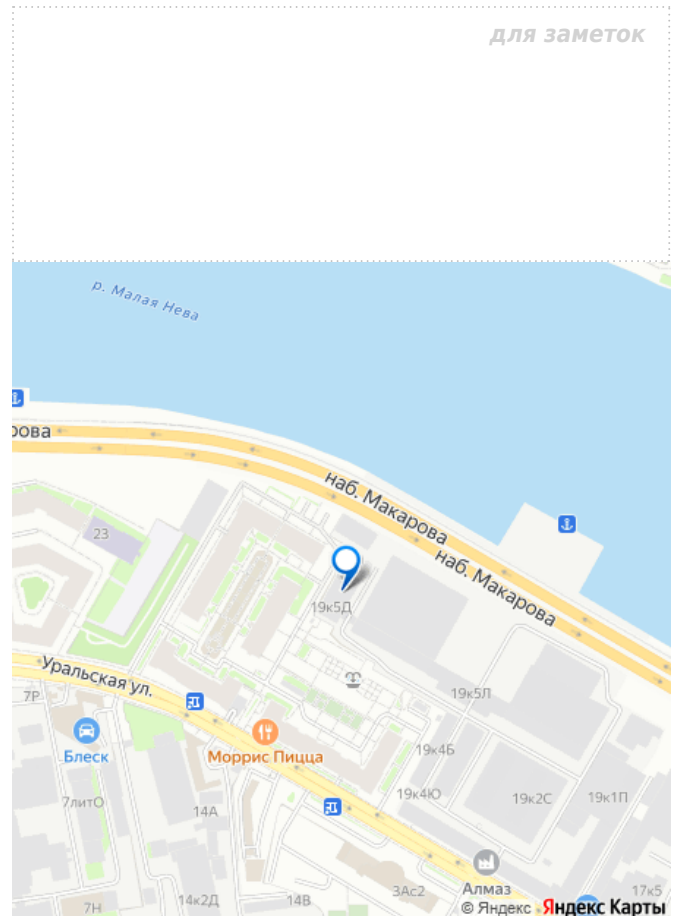 для заметок
р. Малая Нева
рова
наб. Макарова
наб. Макарова
23
19к5Д
Уральская ул.
7Р
19к5Л
Блеск
Моррис Пицца
19к4Б
7литО
14А
19к4Ю
19к2С
19к1П
Алмаз
3Ас2
17к5
14к2Д
14В
7Н
© Яндекс Яндекс Карты